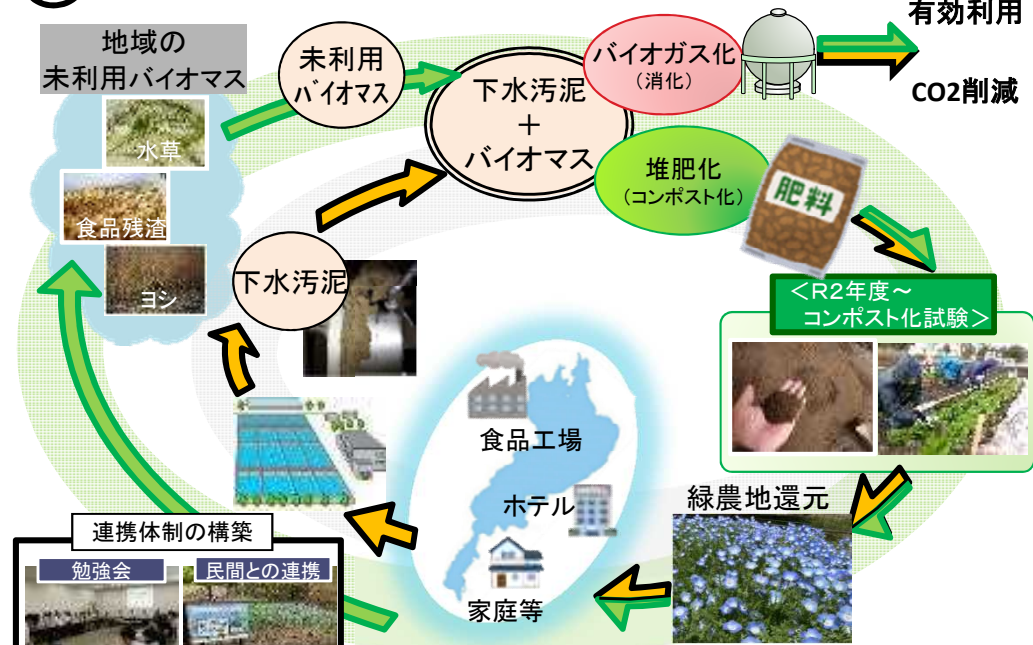 有効利用
CO2削減
地域の
未利用バイオマス
水草
食品残渣
ヨシ
未利用
バイオマス
下水汚泥
+
バイオマス
バイオガス化
(消化)
堆肥化
(コンポスト化)
肥料
<R2年度~
コンポスト化試験>
下水汚泥
食品工場
ホテル
家庭等
緑農地還元
連携体制の構築
勉強会
民間との連携